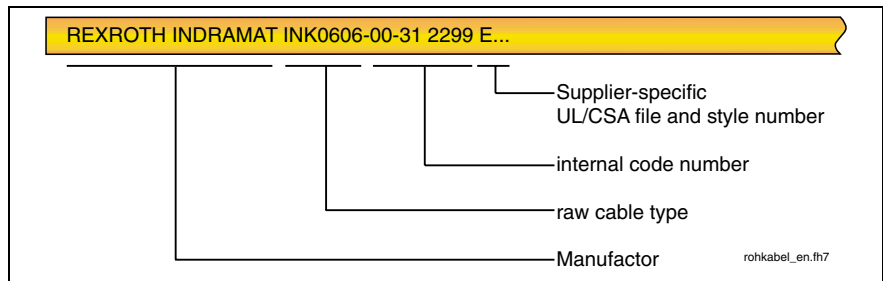 REXROTH INDRAMAT INK0606-00-31 2299 E...
Supplier-specific
UL/CSA file and style number
internal code number
raw cable type
Manufactor
rohkabel_en.fh7